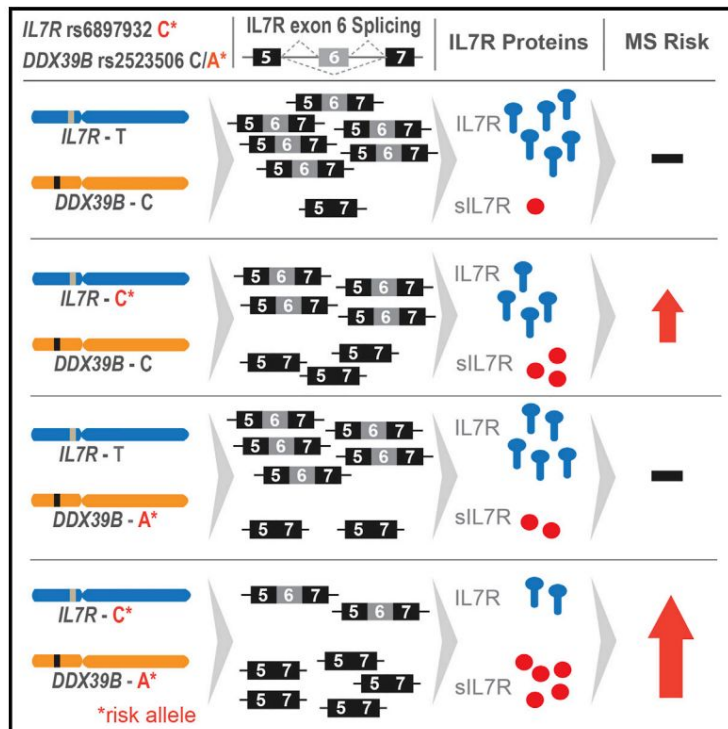 IL7R rs6897932 C*
DDX39B rs2523506 C/A*
IL7R exon 6 Splicing
5 6 7
IL7R Proteins
MS Risk
IL7R - T
DDX39B - C
5 6 7
5 6 7
5 6 7
5 6 7
5 6 7
5 6 7
5 7
IL7R
sIL7R
IL7R - C*
DDX39B - C
5 6 7
5 6 7
5 6 7
5 6 7
5 7
5 7
5 7
IL7R
sIL7R
IL7R - T
DDX39B - A*
5 6 7
5 6 7
5 6 7
5 6 7
5 6 7
5 7
5 7
IL7R
sIL7R
IL7R - C*
DDX39B - A*
*risk allele
5 6 7
5 6 7
5 7
5 7
5 7
5 7
5 7
IL7R
sIL7R